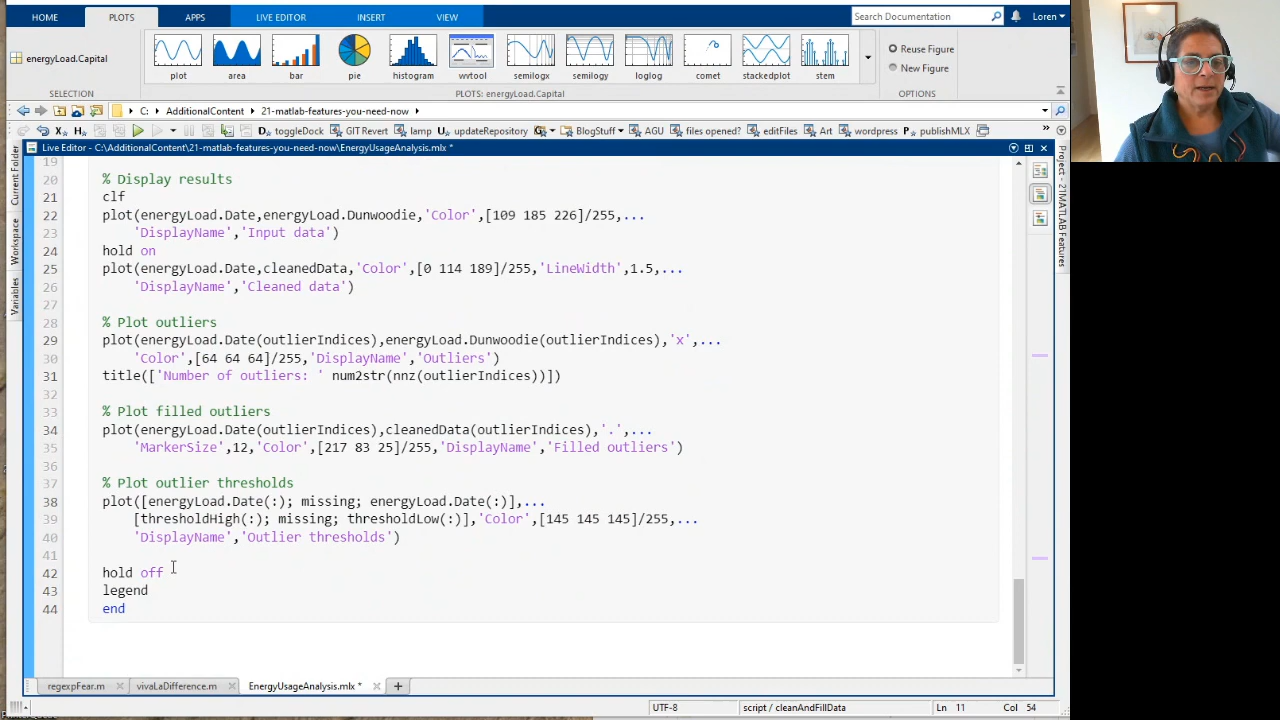 HOME PLOTS APPS LIVE EDITOR INSERT VIEW Search Documentation Loren
energyLoad.Capital
plot area bar pie histogram wvtool semilogx semilogy loglog comet stackedplot stem
Reuse Figure
New Figure
SELECTION PLOTS: energyLoad.Capital OPTIONS
C: AdditionalContent 21-matlab-features-you-need-now
toggleDock GIT Revert lamp updateRepository BlogStuff AGU files opened? editFiles Art wordpress publishMLX
Live Editor - C:\AdditionalContent\21-matlab-features-you-need-now\EnergyUsageAnalysis.mlx *
Current Folder
Workspace
Variables
Project - 21MATLAB Features
19
20 % Display results
21 clf
22 plot(energyLoad.Date,energyLoad.Dunwoodie,'Color',[109 185 226]/255,...
23 'DisplayName','Input data')
24 hold on
25 plot(energyLoad.Date,cleanedData,'Color',[0 114 189]/255,'LineWidth',1.5,...
26 'DisplayName','Cleaned data')
27
28 % Plot outliers
29 plot(energyLoad.Date(outlierIndices),energyLoad.Dunwoodie(outlierIndices),'x',...
30 'Color',[64 64 64]/255,'DisplayName','Outliers')
31 title(['Number of outliers: ' num2str(nnz(outlierIndices))])
32
33 % Plot filled outliers
34 plot(energyLoad.Date(outlierIndices),cleanedData(outlierIndices),'.',...
35 'MarkerSize',12,'Color',[217 83 25]/255,'DisplayName','Filled outliers')
36
37 % Plot outlier thresholds
38 plot([energyLoad.Date(:); missing; energyLoad.Date(:)],...
39 [thresholdHigh(:); missing; thresholdLow(:)],'Color',[145 145 145]/255,...
40 'DisplayName','Outlier thresholds')
41
42 hold off
43 legend
44 end
regexpFear.m vivaLaDifference.m EnergyUsageAnalysis.mlx *
UTF-8 script / cleanAndFillData Ln 11 Col 54